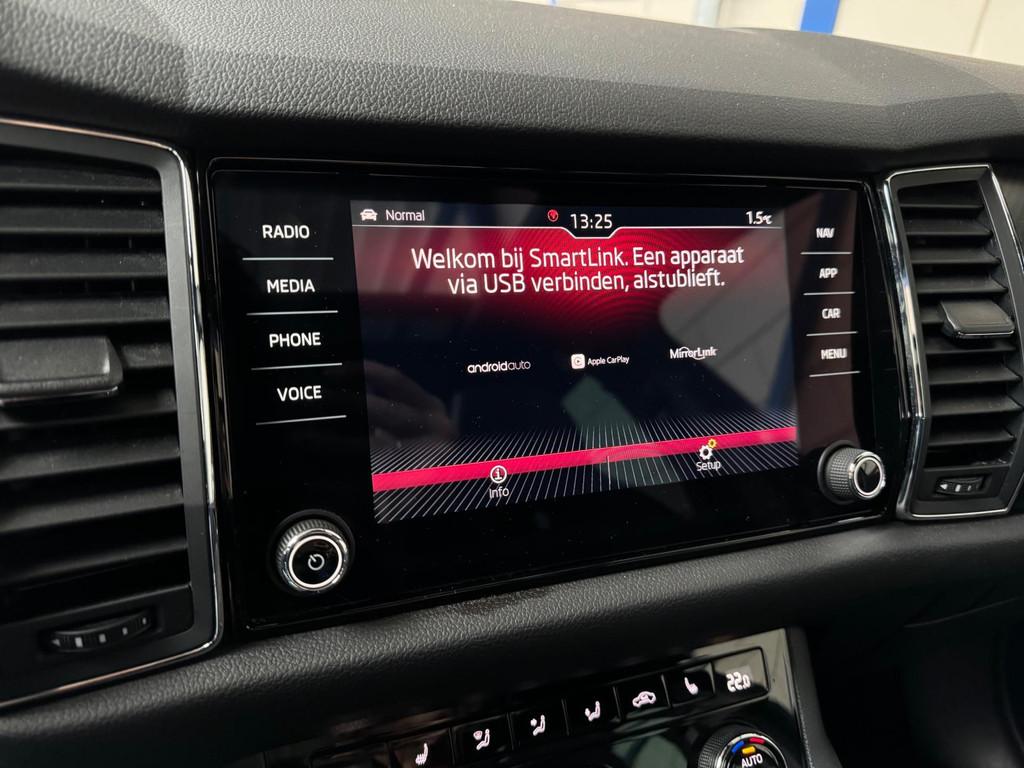 Normal
13:25
1.5°C
RADIO
MEDIA
PHONE
VOICE
Welkom bij SmartLink. Een apparaat
via USB verbinden, alstublieft.
androidauto
Apple CarPlay
MirrorLink
Info
Setup
NAV
APP
CAR
MENU
22.0
AUTO